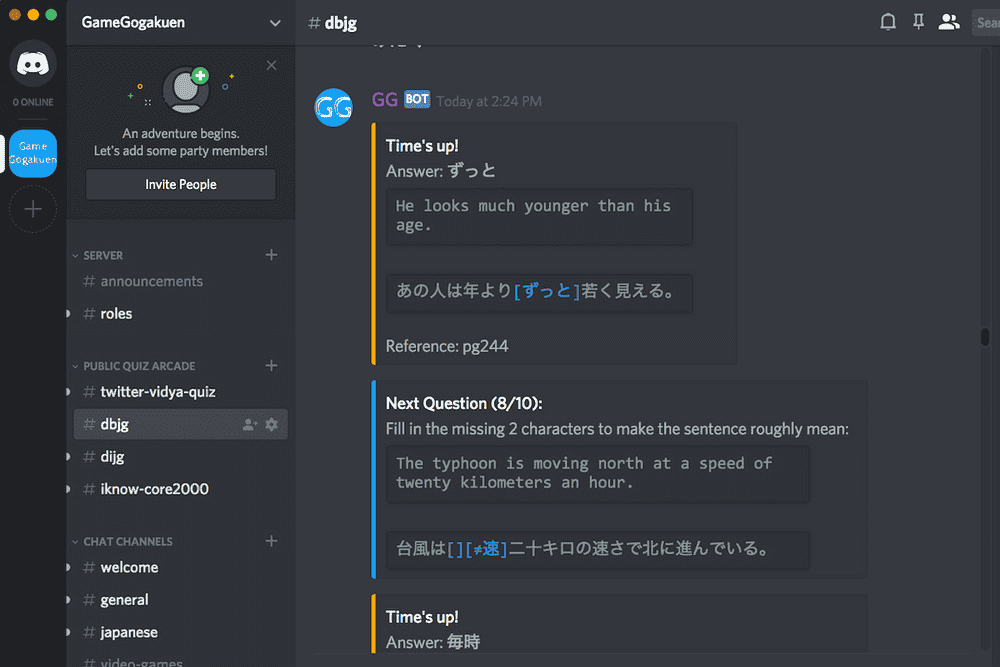 GameGogakuen
# dbjg
Sear
0 ONLINE
Game
Gogakuen
An adventure begins.
Let's add some party members!
Invite People
SERVER
# announcements
# roles
PUBLIC QUIZ ARCADE
# twitter-vidya-quiz
# dbjg
# dijg
# iknow-core2000
CHAT CHANNELS
# welcome
# general
# japanese
# video-games
GG
GG BOT Today at 2:24 PM
Time's up!
Answer: ずっと
He looks much younger than his
age.
あの人は年より[ずっと]若く見える。
Reference: pg244
Next Question (8/10):
Fill in the missing 2 characters to make the sentence roughly mean:
The typhoon is moving north at a speed of
twenty kilometers an hour.
台風は[][≠速]二十キロの速さで北に進んでいる。
Time's up!
Answer: 毎時